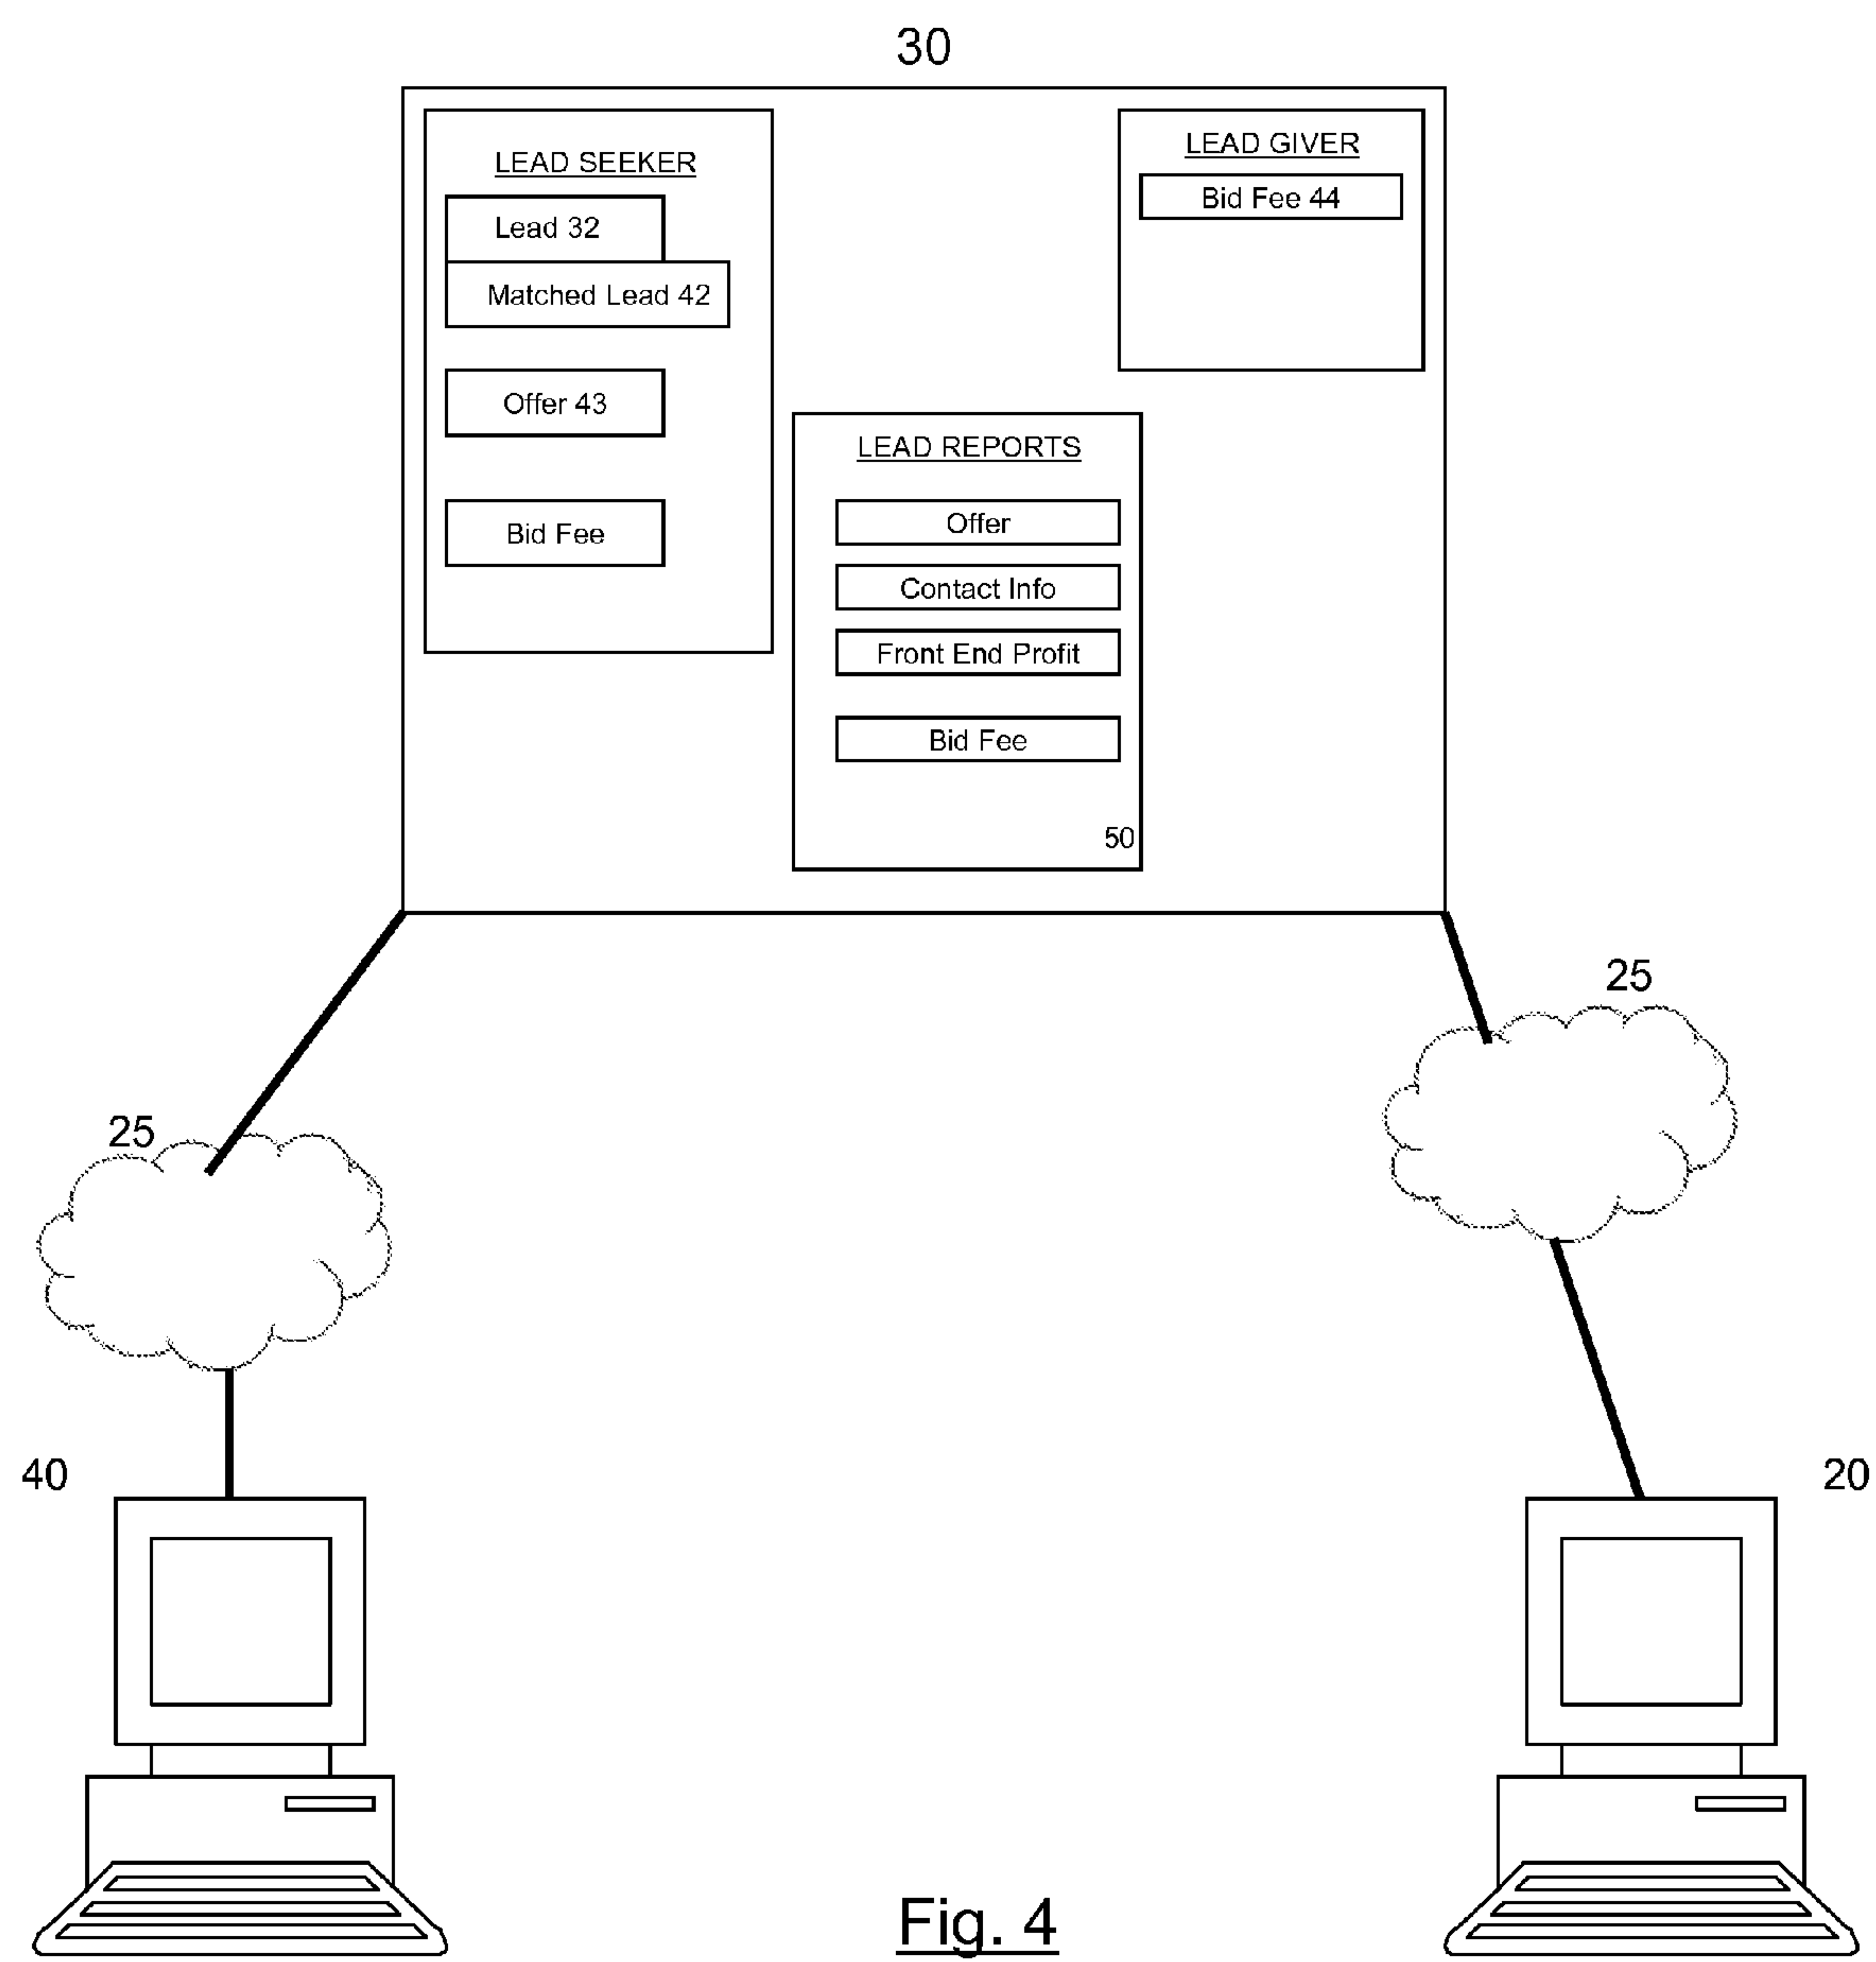 30
LEAD SEEKER
Lead 32
Matched Lead 42
Offer 43
Bid Fee
LEAD GIVER
Bid Fee 44
LEAD REPORTS
Offer
Contact Info
Front End Profit
Bid Fee
50
25
25
40
20
Fig. 4